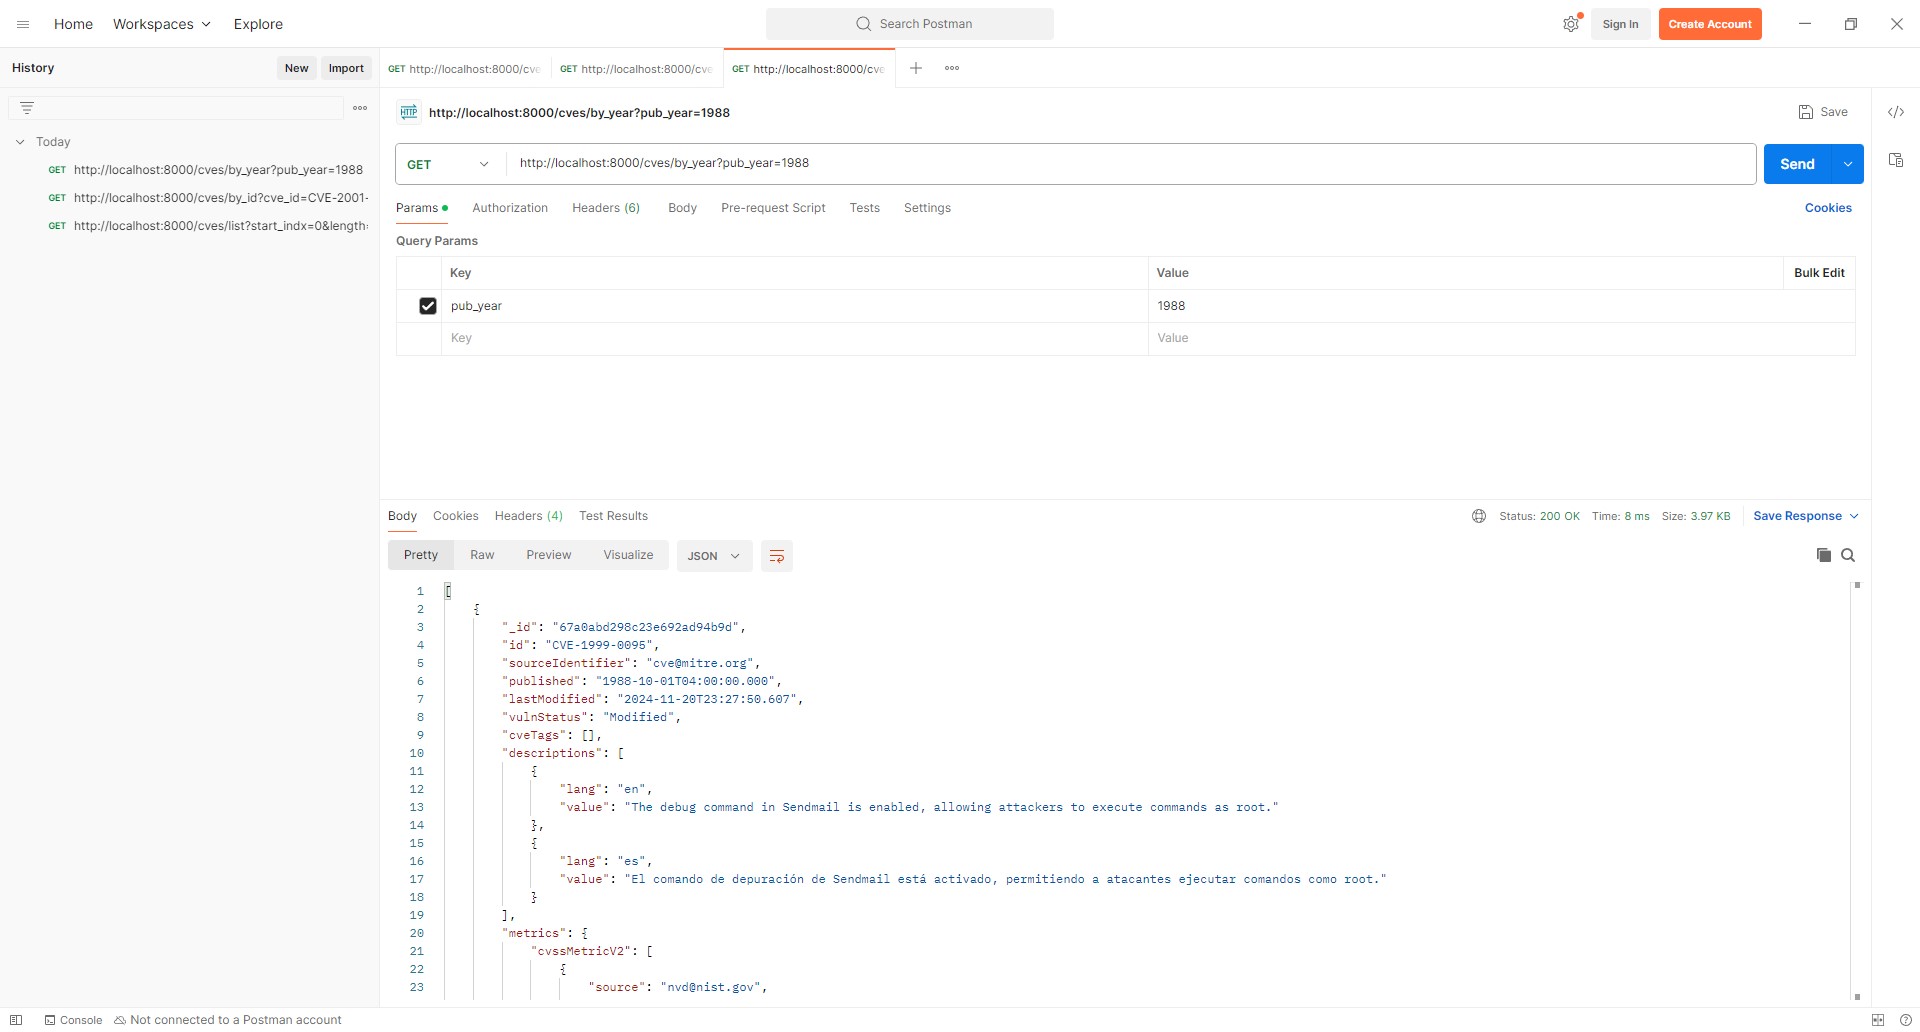 Home Workspaces Explore Search Postman Sign In Create Account
History New Import GET http://localhost:8000/cve GET http://localhost:8000/cve GET http://localhost:8000/cve
HTTP http://localhost:8000/cves/by_year?pub_year=1988 Save
Today
GET http://localhost:8000/cves/by_year?pub_year=1988
GET http://localhost:8000/cves/by_id?cve_id=CVE-2001-
GET http://localhost:8000/cves/list?start_indx=0&length=
GET http://localhost:8000/cves/by_year?pub_year=1988 Send
Params Authorization Headers (6) Body Pre-request Script Tests Settings Cookies
Query Params
Key Value Bulk Edit
pub_year 1988
Key Value
Body Cookies Headers (4) Test Results Status: 200 OK Time: 8 ms Size: 3.97 KB Save Response
Pretty Raw Preview Visualize JSON
1 [
2 {
3 "_id": "67a0abd298c23e692ad94b9d",
4 "id": "CVE-1999-0095",
5 "sourceIdentifier": "cve@mitre.org",
6 "published": "1988-10-01T04:00:00.000",
7 "lastModified": "2024-11-20T23:27:50.607",
8 "vulnStatus": "Modified",
9 "cveTags": [],
10 "descriptions": [
11 {
12 "lang": "en",
13 "value": "The debug command in Sendmail is enabled, allowing attackers to execute commands as root."
14 },
15 {
16 "lang": "es",
17 "value": "El comando de depuración de Sendmail está activado, permitiendo a atacantes ejecutar comandos como root."
18 }
19 ],
20 "metrics": {
21 "cvssMetricV2": [
22 {
23 "source": "nvd@nist.gov",
Console Not connected to a Postman account